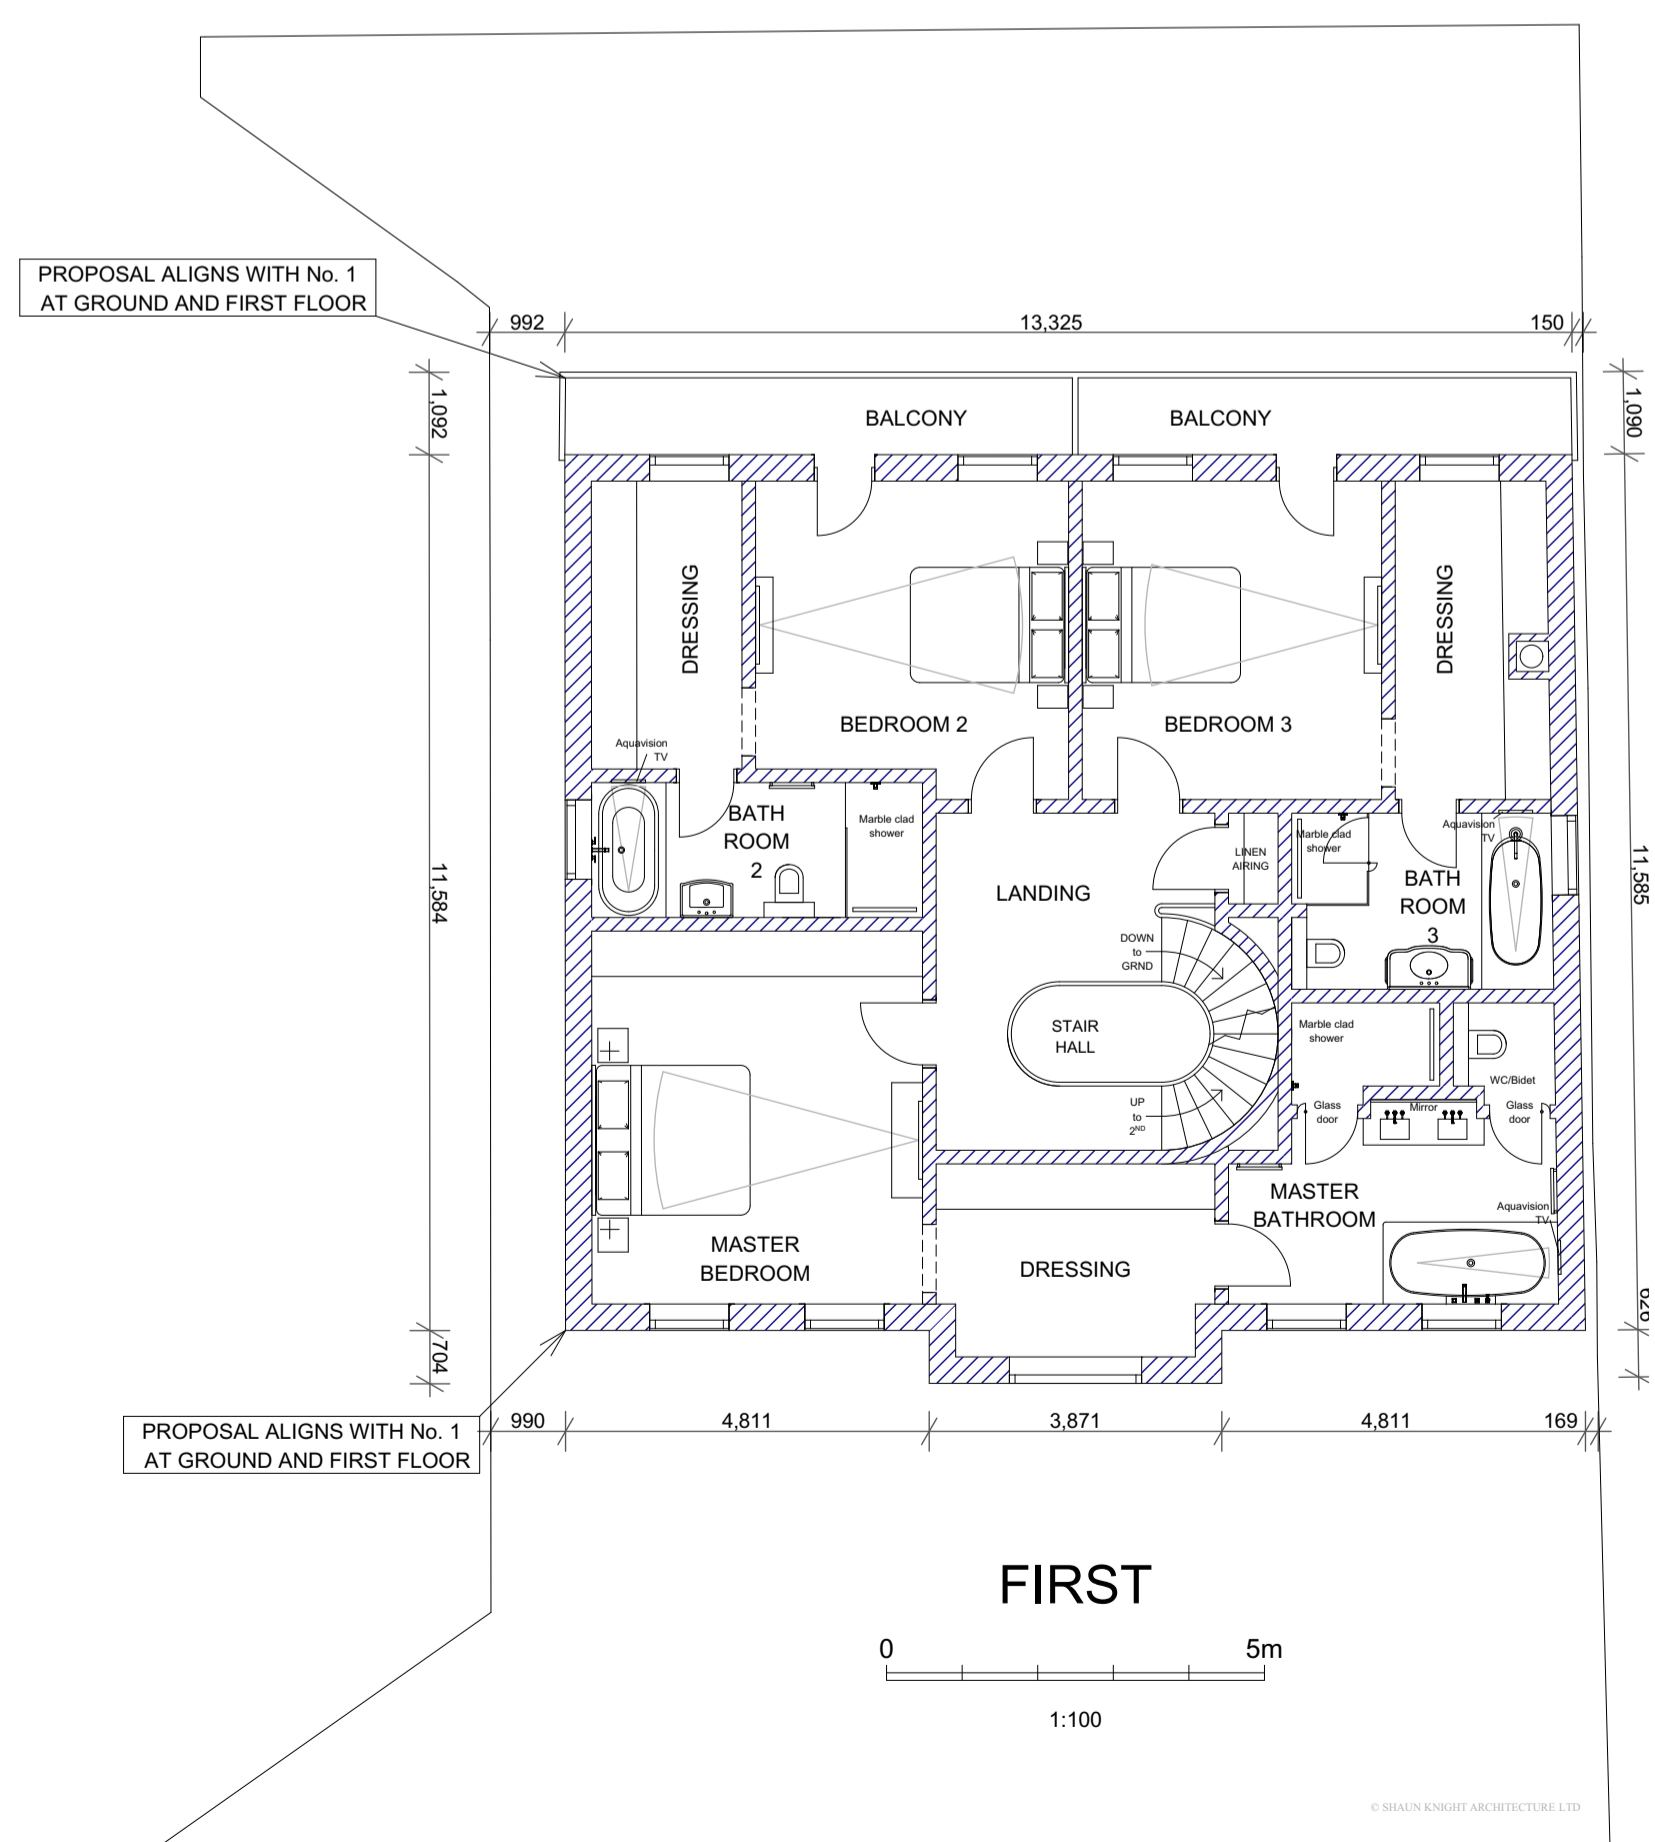 PROPOSAL ALIGNS WITH No. 1
AT GROUND AND FIRST FLOOR
992
13,325
150
1,092
1,090
BALCONY
BALCONY
DRESSING
DRESSING
BEDROOM 2
BEDROOM 3
Aquavision
TV
BATH
ROOM
2
Marble clad
shower
LINEN
AIRING
Marble clad
shower
Aquavision
TV
BATH
ROOM
3
11,584
11,585
LANDING
DOWN
to
GRND
STAIR
HALL
UP
to
2ND
Marble clad
shower
WC/Bidet
Glass
door
Mirror
Glass
door
MASTER
BATHROOM
Aquavision
TV
MASTER
BEDROOM
DRESSING
704
626
PROPOSAL ALIGNS WITH No. 1
AT GROUND AND FIRST FLOOR
990
4,811
3,871
4,811
169
FIRST
0
5m
1:100
© SHAUN KNIGHT ARCHITECTURE LTD